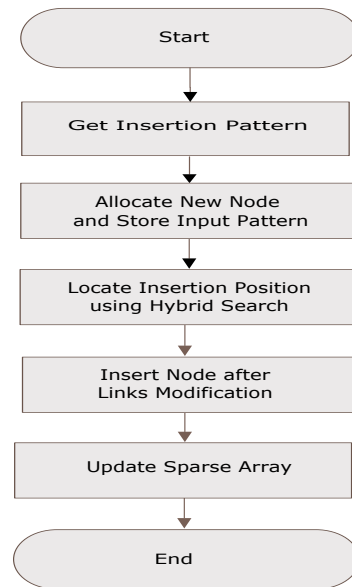 Start
Get Insertion Pattern
Allocate New Node
and Store Input Pattern
Locate Insertion Position
using Hybrid Search
Insert Node after
Links Modification
Update Sparse Array
End